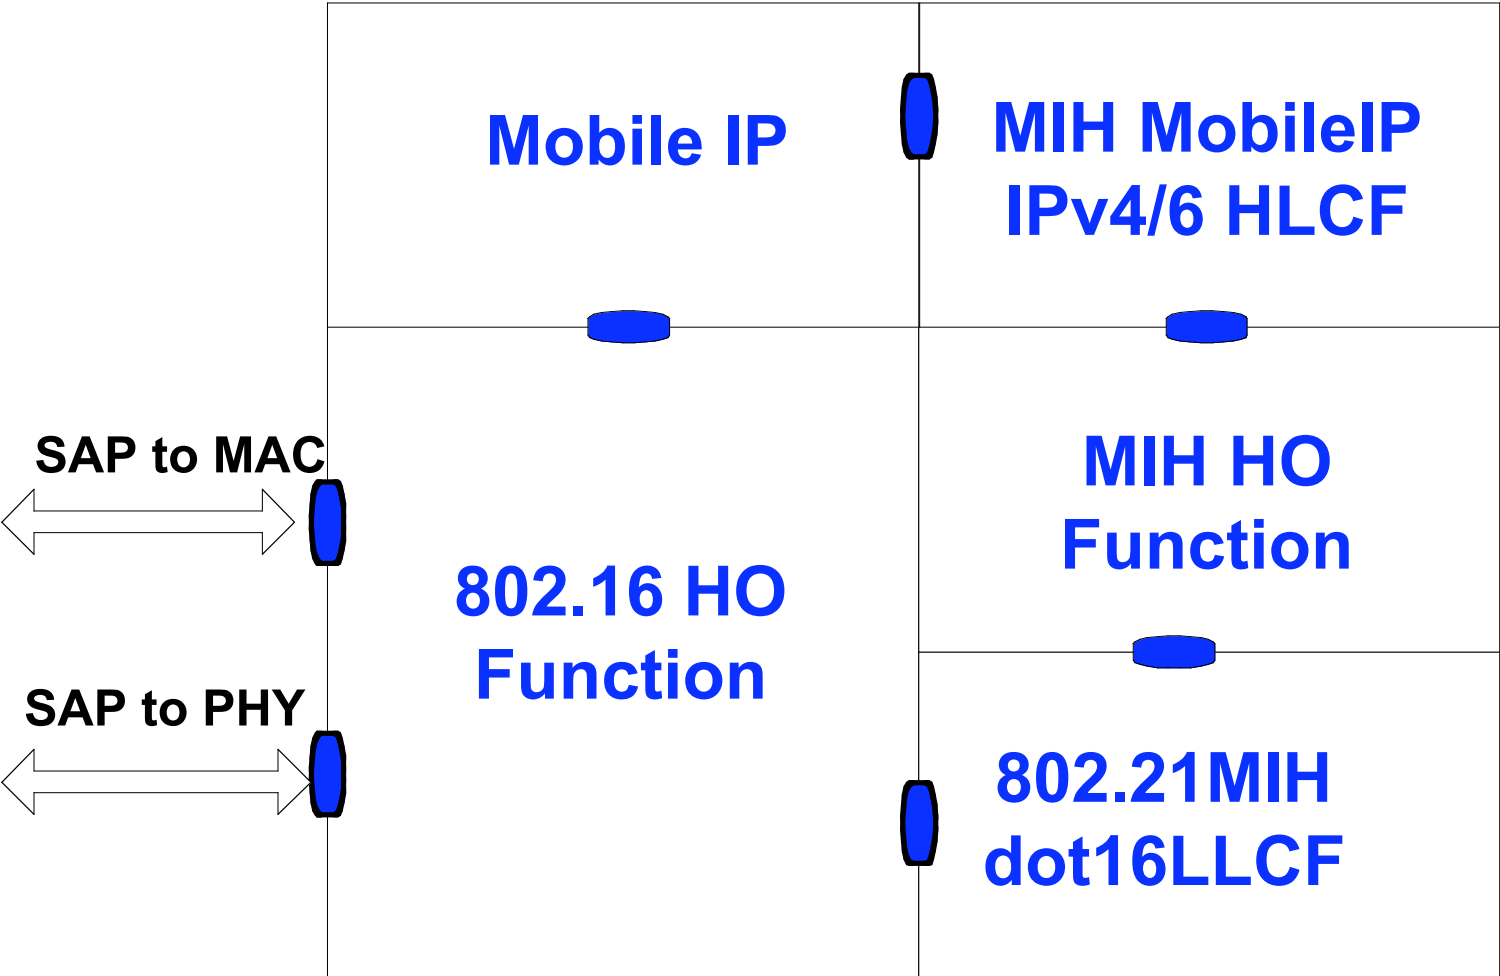 Mobile IP
MIH MobileIP
IPv4/6 HLCF
SAP to MAC
MIH HO
Function
802.16 HO
Function
SAP to PHY
802.21MIH
dot16LLCF